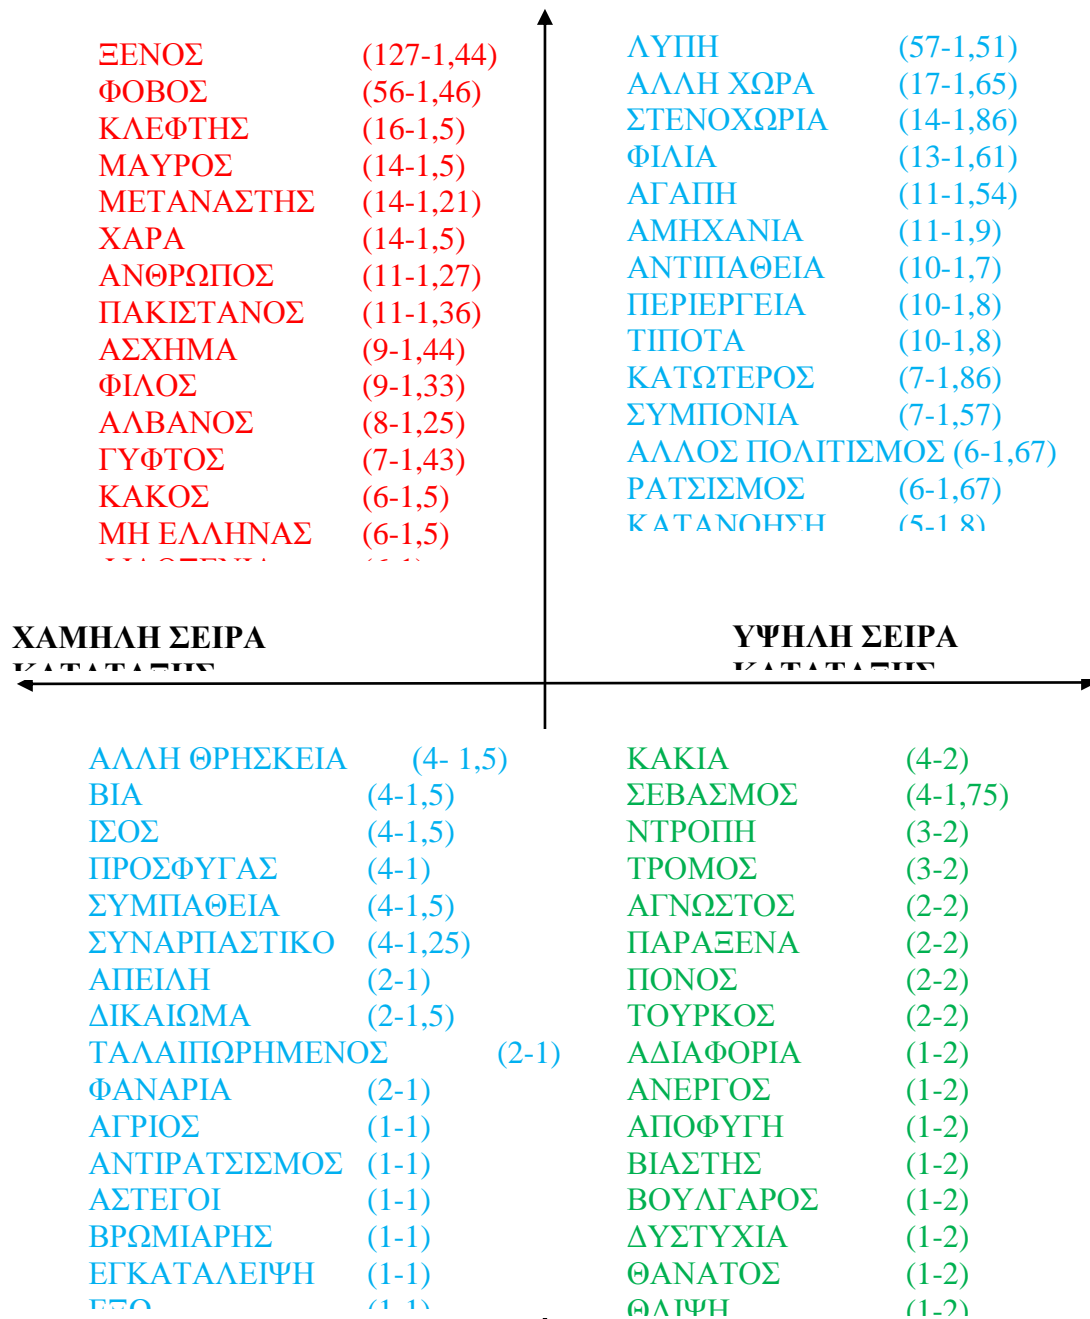 ΞΕΝΟΣ (127-1,44)
ΦΟΒΟΣ (56-1,46)
ΚΛΕΦΤΗΣ (16-1,5)
ΜΑΥΡΟΣ (14-1,5)
ΜΕΤΑΝΑΣΤΗΣ (14-1,21)
ΧΑΡΑ (14-1,5)
ΑΝΘΡΩΠΟΣ (11-1,27)
ΠΑΚΙΣΤΑΝΟΣ (11-1,36)
ΑΣΧΗΜΑ (9-1,44)
ΦΙΛΟΣ (9-1,33)
ΑΛΒΑΝΟΣ (8-1,25)
ΓΥΦΤΟΣ (7-1,43)
ΚΑΚΟΣ (6-1,5)
ΜΗ ΕΛΛΗΝΑΣ (6-1,5)
ΛΥΠΗ (57-1,51)
ΑΛΛΗ ΧΩΡΑ (17-1,65)
ΣΤΕΝΟΧΩΡΙΑ (14-1,86)
ΦΙΛΙΑ (13-1,61)
ΑΓΑΠΗ (11-1,54)
ΑΜΗΧΑΝΙΑ (11-1,9)
ΑΝΤΙΠΑΘΕΙΑ (10-1,7)
ΠΕΡΙΕΡΓΕΙΑ (10-1,8)
ΤΙΠΟΤΑ (10-1,8)
ΚΑΤΩΤΕΡΟΣ (7-1,86)
ΣΥΜΠΟΝΙΑ (7-1,57)
ΑΛΛΟΣ ΠΟΛΙΤΙΣΜΟΣ (6-1,67)
ΡΑΤΣΙΣΜΟΣ (6-1,67)
ΚΑΤΑΝΟΗΣΗ (5-1,8)
ΧΑΜΗΛΗ ΣΕΙΡΑ
ΚΑΤΑΤΑΞΗΣ
ΥΨΗΛΗ ΣΕΙΡΑ
ΚΑΤΑΤΑΞΗΣ
ΑΛΛΗ ΘΡΗΣΚΕΙΑ (4- 1,5)
ΒΙΑ (4-1,5)
ΙΣΟΣ (4-1,5)
ΠΡΟΣΦΥΓΑΣ (4-1)
ΣΥΜΠΑΘΕΙΑ (4-1,5)
ΣΥΝΑΡΠΑΣΤΙΚΟ (4-1,25)
ΑΠΕΙΛΗ (2-1)
ΔΙΚΑΙΩΜΑ (2-1,5)
ΤΑΛΑΙΠΩΡΗΜΕΝΟΣ (2-1)
ΦΑΝΑΡΙΑ (2-1)
ΑΓΡΙΟΣ (1-1)
ΑΝΤΙΡΑΤΣΙΣΜΟΣ (1-1)
ΑΣΤΕΓΟΙ (1-1)
ΒΡΩΜΙΑΡΗΣ (1-1)
ΕΓΚΑΤΑΛΕΙΨΗ (1-1)
ΚΑΚΙΑ (4-2)
ΣΕΒΑΣΜΟΣ (4-1,75)
ΝΤΡΟΠΗ (3-2)
ΤΡΟΜΟΣ (3-2)
ΑΓΝΩΣΤΟΣ (2-2)
ΠΑΡΑΞΕΝΑ (2-2)
ΠΟΝΟΣ (2-2)
ΤΟΥΡΚΟΣ (2-2)
ΑΔΙΑΦΟΡΙΑ (1-2)
ΑΝΕΡΓΟΣ (1-2)
ΑΠΟΦΥΓΗ (1-2)
ΒΙΑΣΤΗΣ (1-2)
ΒΟΥΛΓΑΡΟΣ (1-2)
ΔΥΣΤΥΧΙΑ (1-2)
ΘΑΝΑΤΟΣ (1-2)
ΘΛΙΨΗ (1-2)